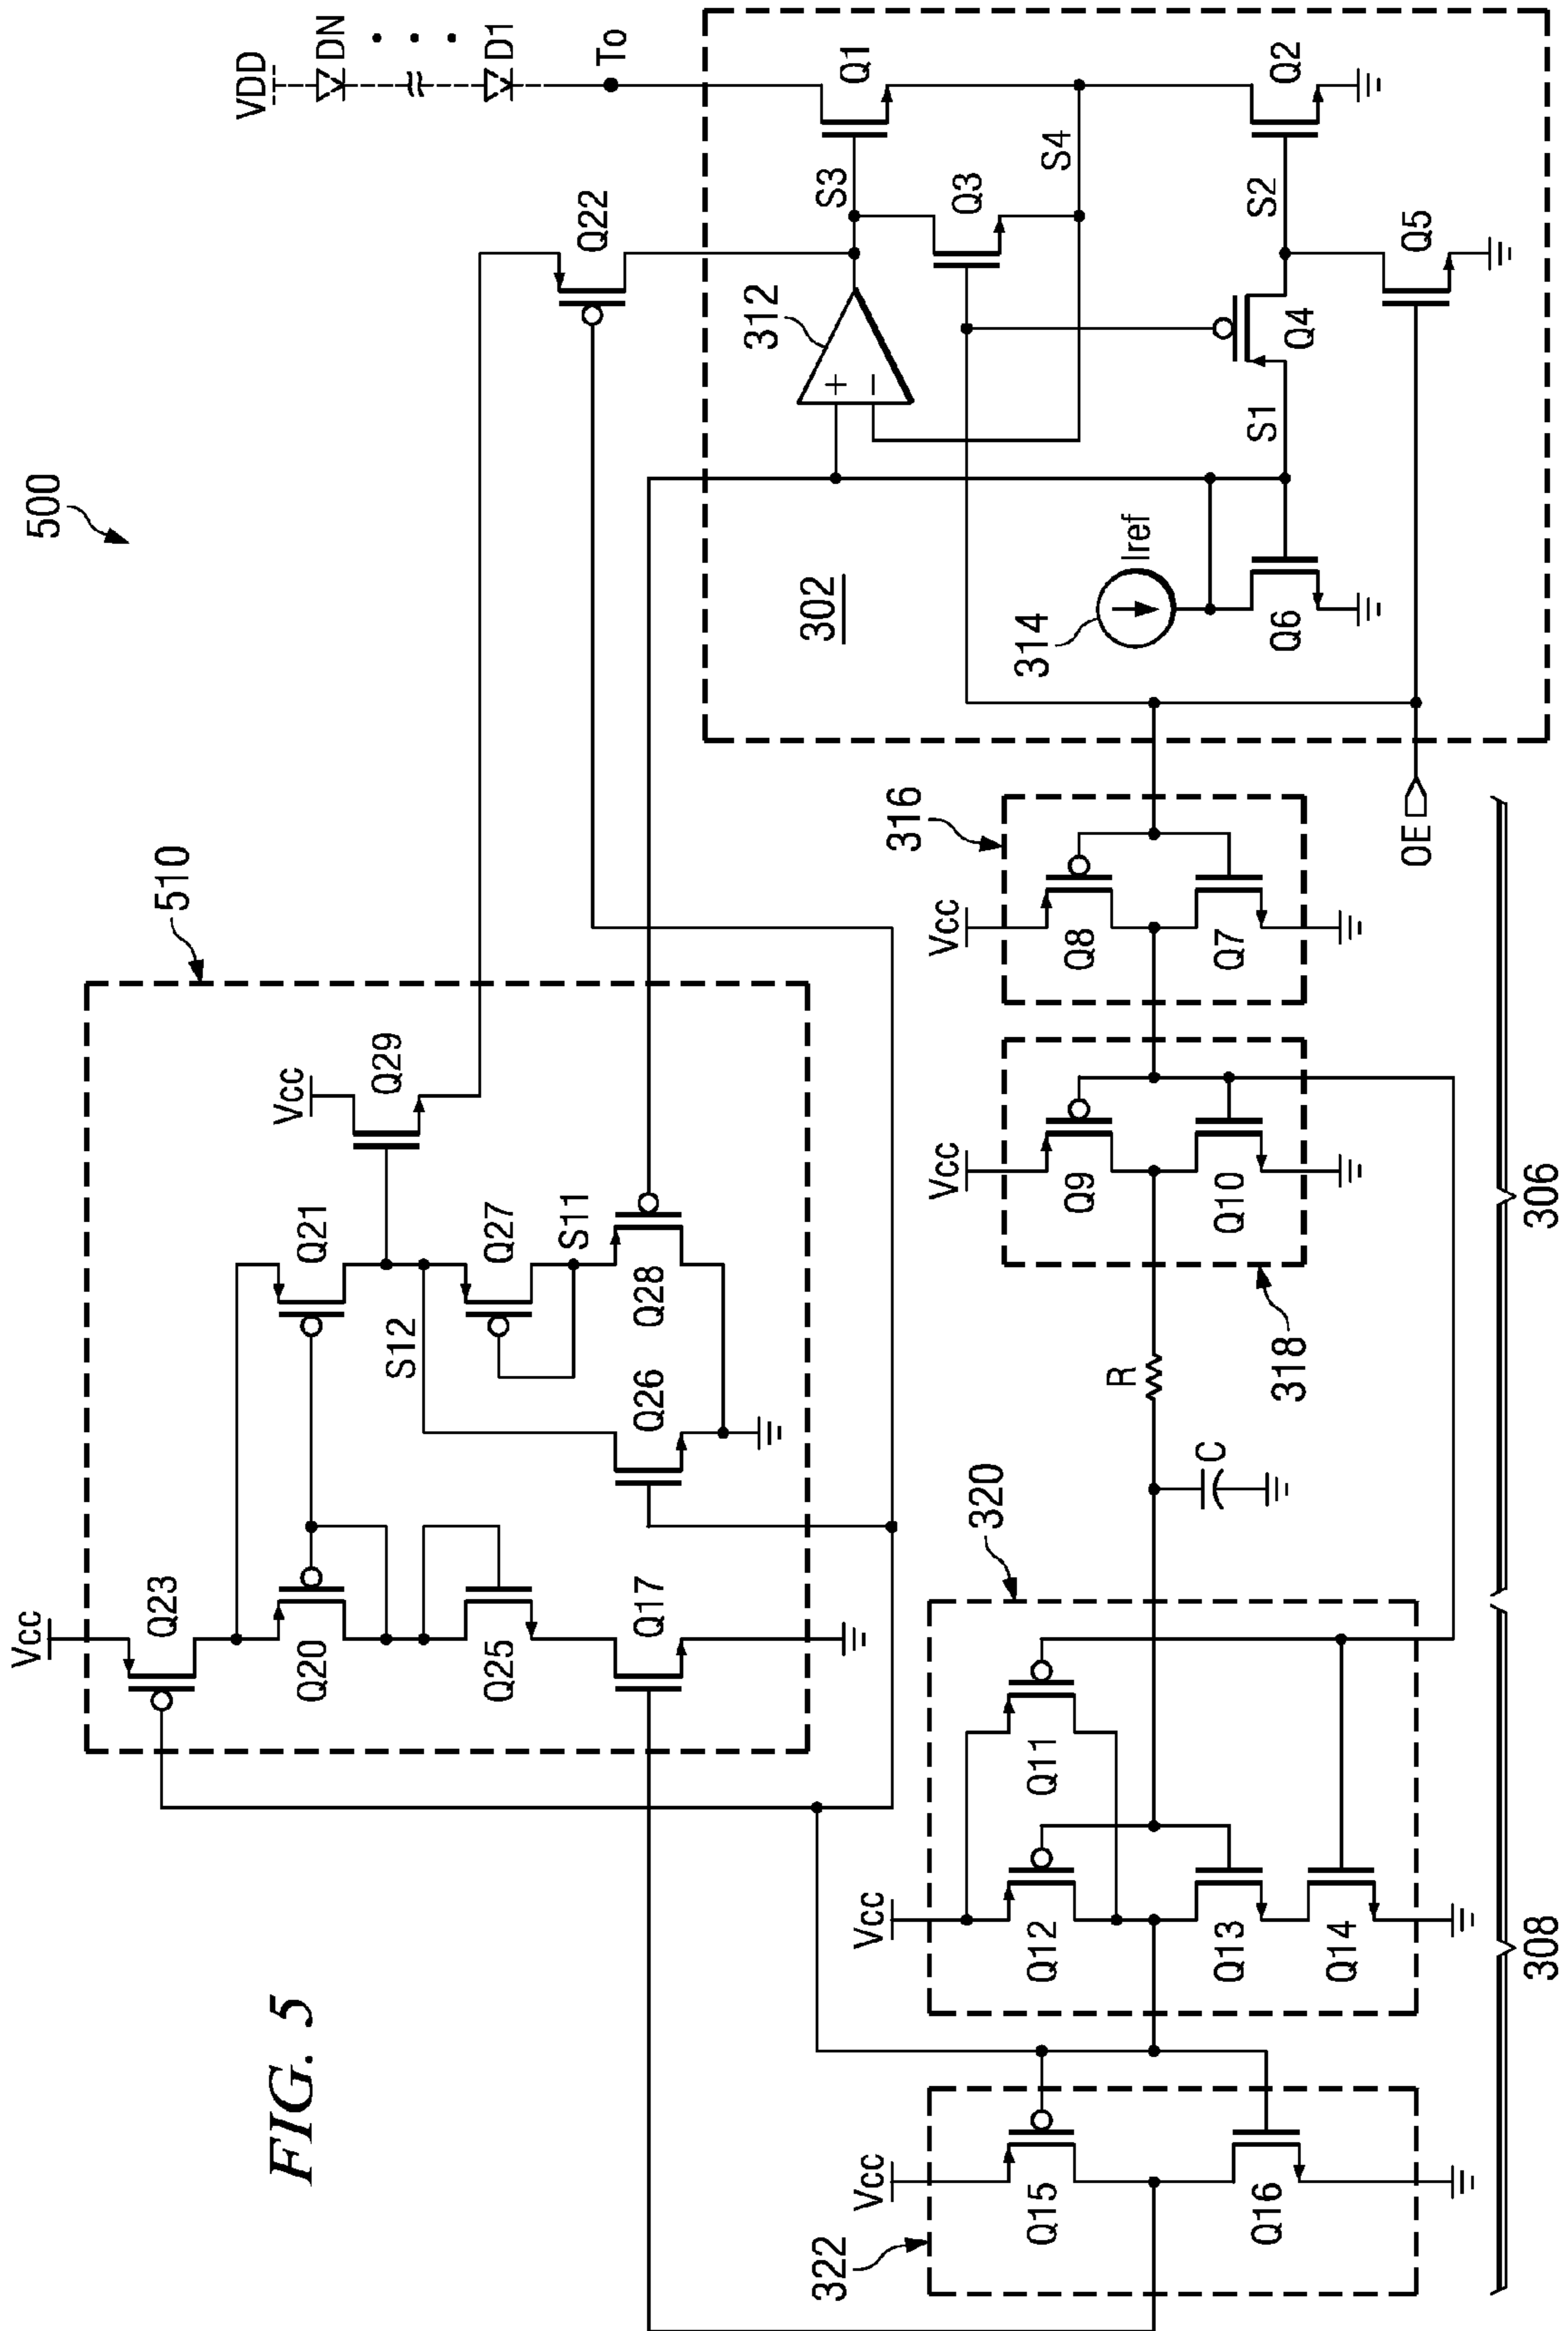 FIG. 5
500
510
Vcc
Q23
Q20
Q25
Q17
Q21
S12
Q27
S11
Q26
Q28
Vcc
Q29
Q22
VDD
DN
D1
To
302
312
+
−
S3
Q1
Q3
S4
Q2
S2
Q5
Q4
S1
314
Iref
Q6
OE
316
Vcc
Q8
Q7
318
Vcc
Q9
Q10
R
C
320
Q11
Vcc
Q12
Q13
Q14
322
Vcc
Q15
Q16
306
308